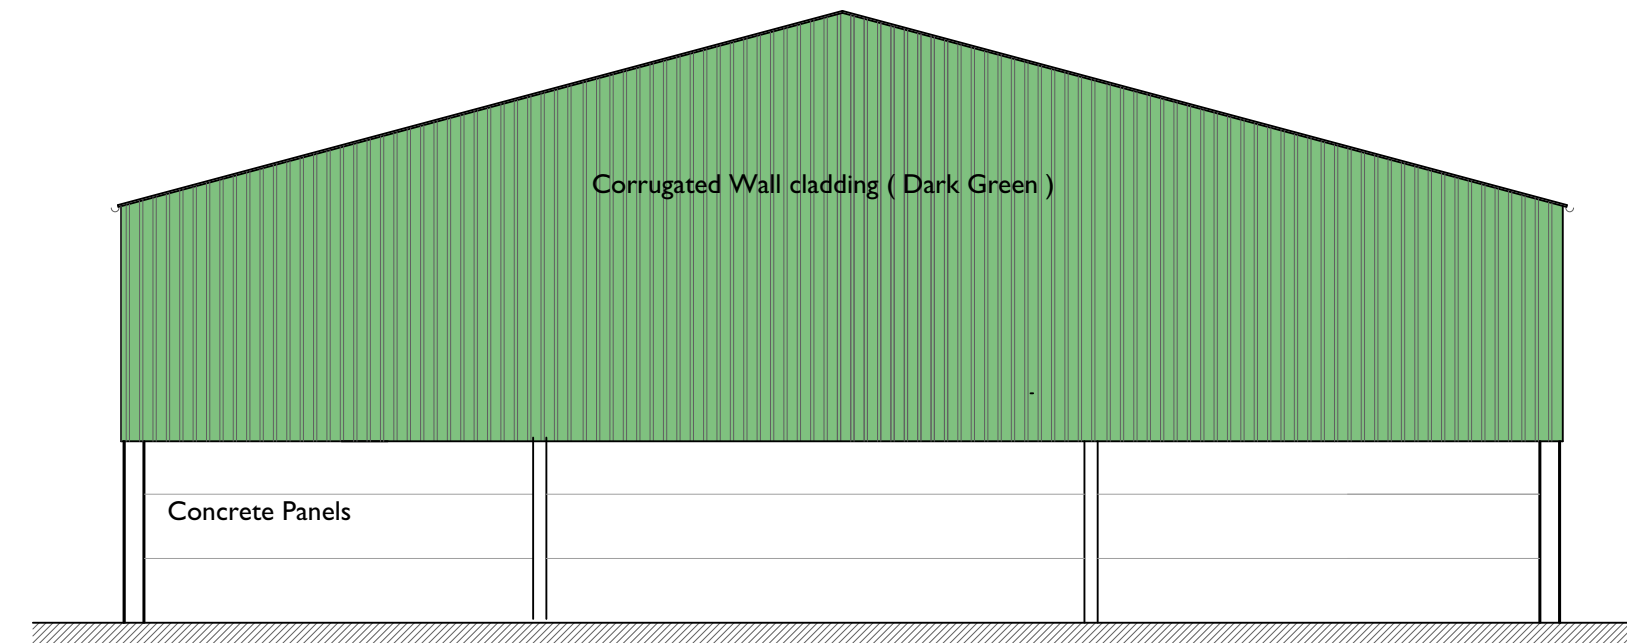 Corrugated Wall cladding ( Dark Green )
Concrete Panels